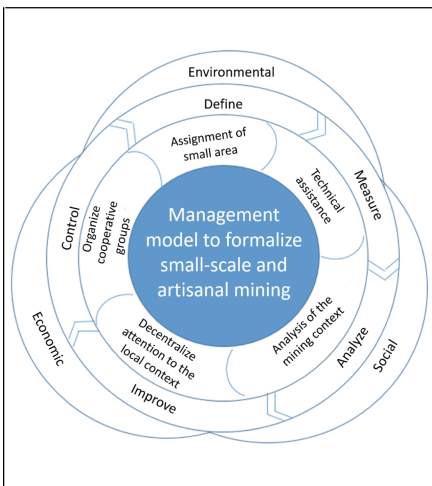 Environmental
Define
Assignment of
small area
Technical
assistance
Measure
Management
model to formalize
small-scale and
artisanal mining
Control
Organize
cooperative
groups
Analysis of the
mining context
Decentralize
attention to the
local context
Analyze
Social
Economic
Improve